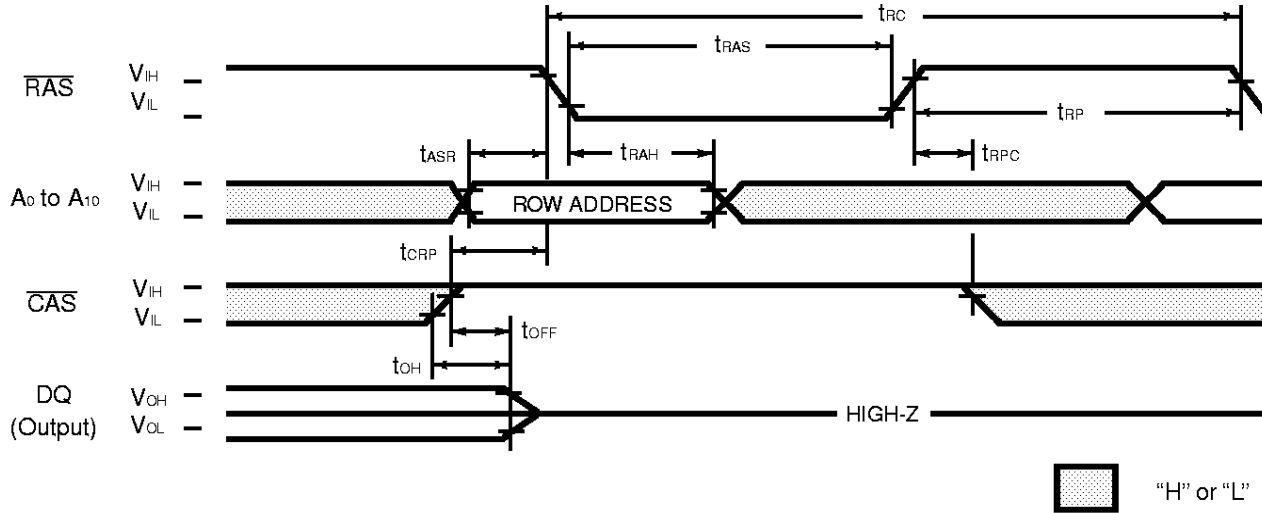 tRC
tRAS
RAS
VIH
VIL
tRP
tASR
tRAH
tRPC
A0 to A10
VIH
VIL
ROW ADDRESS
tCRP
CAS
VIH
VIL
tOFF
tOH
DQ
(Output)
VOH
VOL
HIGH-Z
“H” or “L”